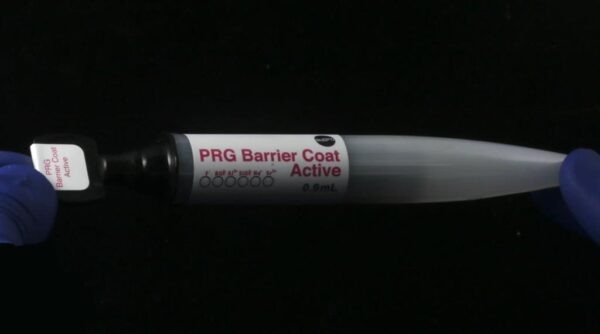 PRG
Barrier Coat
Active
PRG Barrier Coat
Active
0.9mL